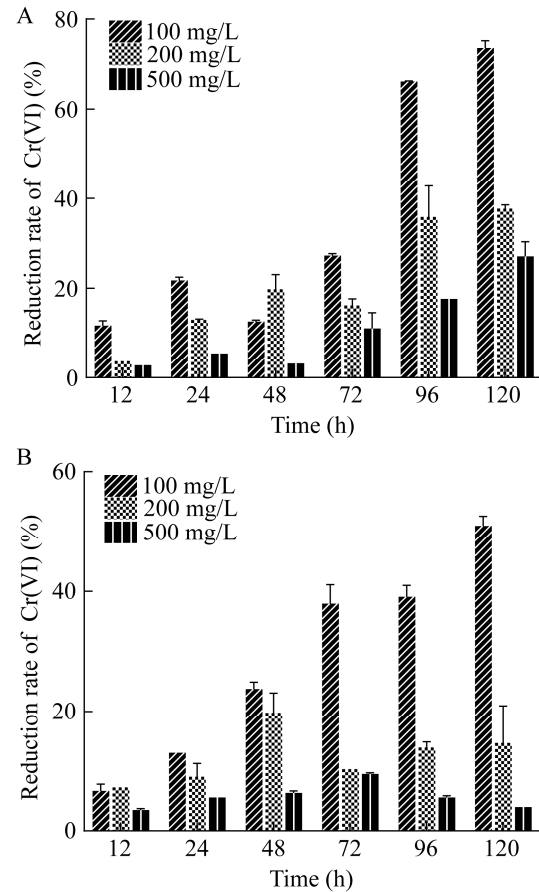 A
Reduction rate of Cr(VI) (%)
80
60
40
20
0
100 mg/L
200 mg/L
500 mg/L
12 24 48 72 96 120
Time (h)
B
Reduction rate of Cr(VI) (%)
60
40
20
0
100 mg/L
200 mg/L
500 mg/L
12 24 48 72 96 120
Time (h)